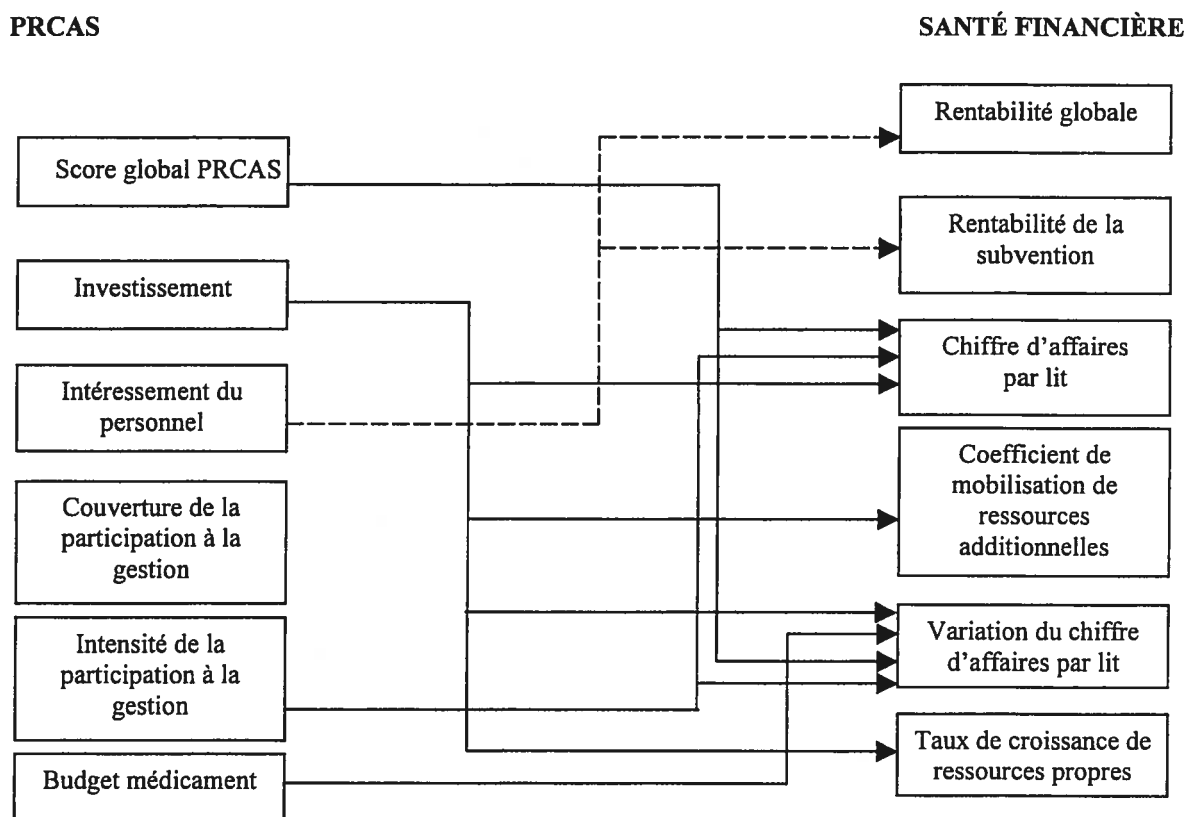 PRCAS
SANTÉ FINANCIÈRE
Score global PRCAS
Investissement
Intéressement du
personnel
Couverture de la
participation à la
gestion
Intensité de la
participation à la
gestion
Budget médicament
Rentabilité globale
Rentabilité de la
subvention
Chiffre d'affaires
par lit
Coefficient de
mobilisation de
ressources
additionnelles
Variation du chiffre
d'affaires par lit
Taux de croissance de
ressources propres